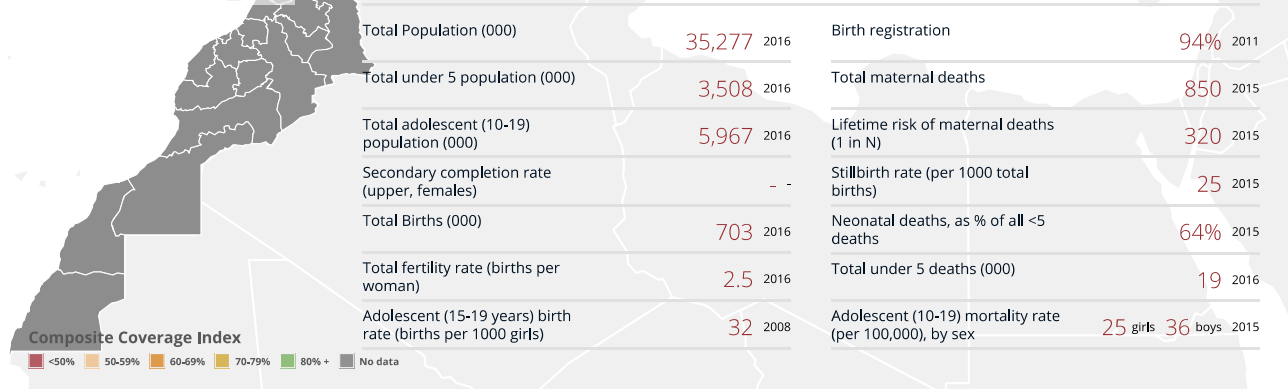 Total Population (000)
35,277 2016
Total under 5 population (000)
3,508 2016
Total adolescent (10-19)
population (000)
5,967 2016
Secondary completion rate
(upper, females)
- -
Total Births (000)
703 2016
Total fertility rate (births per
woman)
2.5 2016
Adolescent (15-19 years) birth
rate (births per 1000 girls)
32 2008
Birth registration
94% 2011
Total maternal deaths
850 2015
Lifetime risk of maternal deaths
(1 in N)
320 2015
Stillbirth rate (per 1000 total
births)
25 2015
Neonatal deaths, as % of all <5
deaths
64% 2015
Total under 5 deaths (000)
19 2016
Adolescent (10-19) mortality rate
(per 100,000), by sex
25 girls 36 boys 2015
Composite Coverage Index
<50% 50-59% 60-69% 70-79% 80% + No data